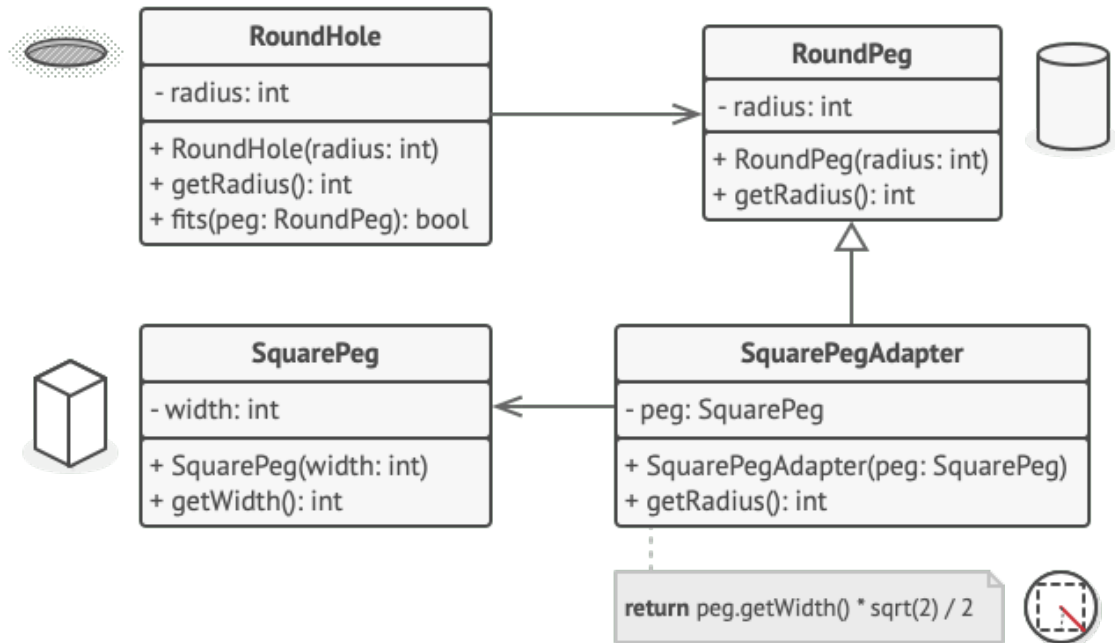 RoundHole
- radius: int
+ RoundHole(radius: int)
+ getRadius(): int
+ fits(peg: RoundPeg): bool
RoundPeg
- radius: int
+ RoundPeg(radius: int)
+ getRadius(): int
SquarePeg
- width: int
+ SquarePeg(width: int)
+ getWidth(): int
SquarePegAdapter
- peg: SquarePeg
+ SquarePegAdapter(peg: SquarePeg)
+ getRadius(): int
return peg.getWidth() * sqrt(2) / 2